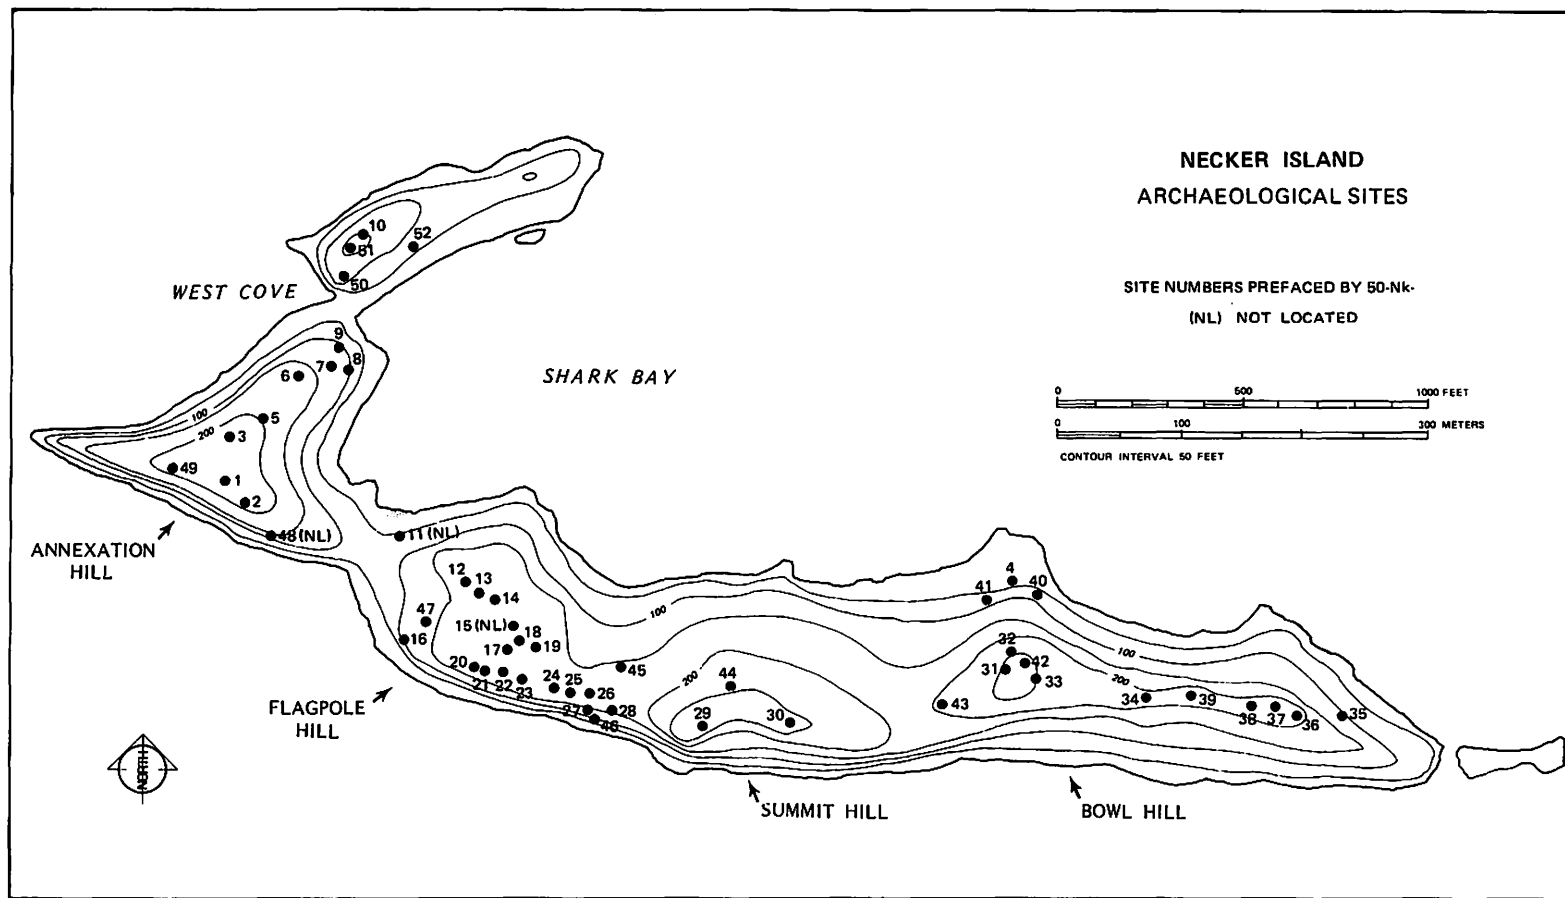 NECKER ISLAND
ARCHAEOLOGICAL SITES
SITE NUMBERS PREFACED BY 50-Nk-
(NL) NOT LOCATED
0 500 1000 FEET
0 100 300 METERS
CONTOUR INTERVAL 50 FEET
WEST COVE
SHARK BAY
10
51
52
50
9
7
8
6
100
5
200
3
49
1
2
48(NL)
11(NL)
ANNEXATION
HILL
12
13
14
47
15(NL)
16
18
17
19
20
21
22
23
24
25
26
27
28
46
45
100
FLAGPOLE
HILL
200
44
29
30
SUMMIT HILL
4
41
40
32
42
31
33
43
100
200
34
39
38
37
36
35
BOWL HILL
NORTH